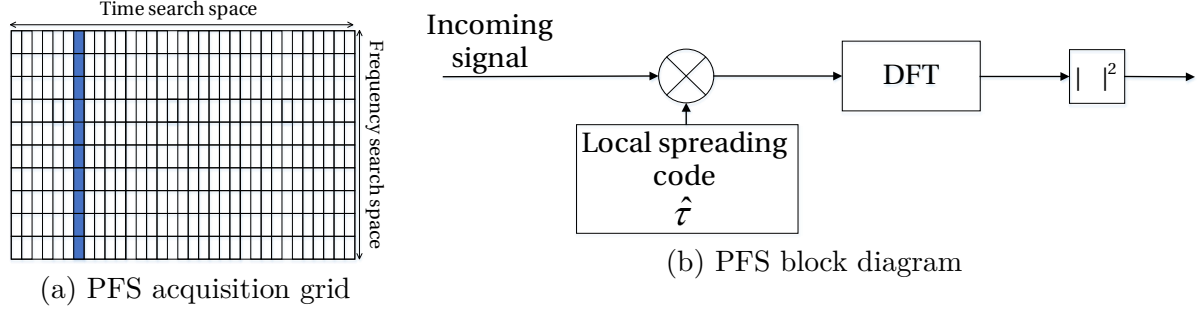 Time search space
Frequency search space
(a) PFS acquisition grid
Incoming
signal
DFT
| |²
Local spreading
code
τ̂
(b) PFS block diagram